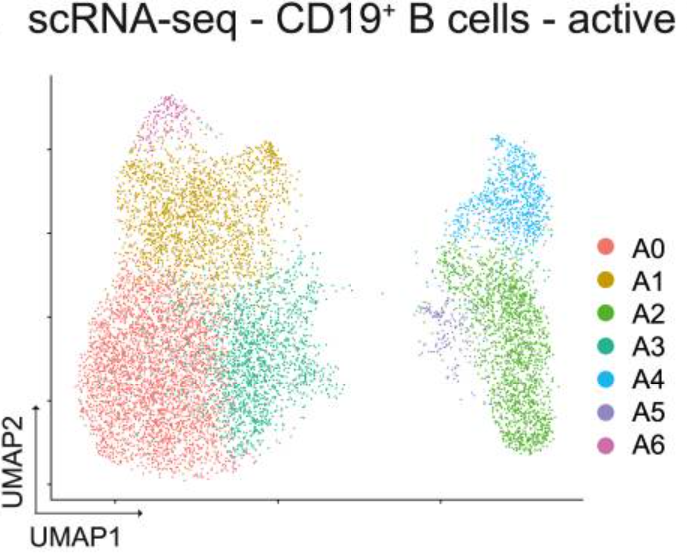 scRNA-seq - CD19⁺ B cells - active
A0
A1
A2
A3
A4
A5
A6
UMAP2
UMAP1